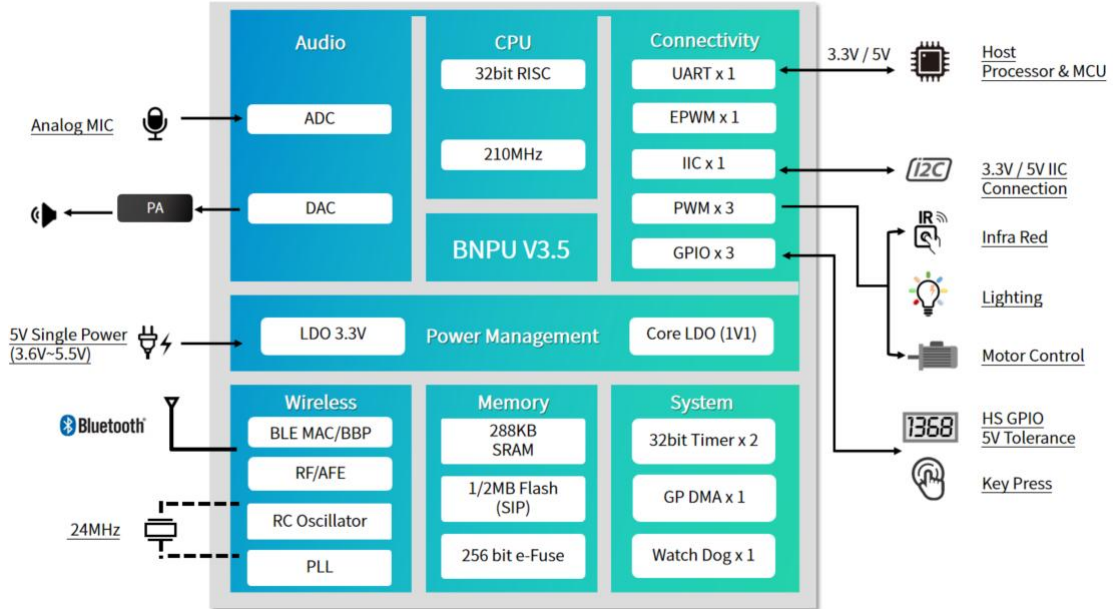 Audio
ADC
DAC
CPU
32bit RISC
210MHz
BNPU V3.5
Connectivity
UART x 1
EPWM x 1
IIC x 1
PWM x 3
GPIO x 3
3.3V / 5V
Host
Processor & MCU
Analog MIC
PA
i2C
3.3V / 5V IIC
Connection
IR
Infra Red
Lighting
Motor Control
5V Single Power
(3.6V~5.5V)
LDO 3.3V
Power Management
Core LDO (1V1)
Bluetooth
Wireless
BLE MAC/BBP
RF/AFE
RC Oscillator
PLL
24MHz
Memory
288KB
SRAM
1/2MB Flash
(SIP)
256 bit e-Fuse
System
32bit Timer x 2
GP DMA x 1
Watch Dog x 1
1368
HS GPIO
5V Tolerance
Key Press